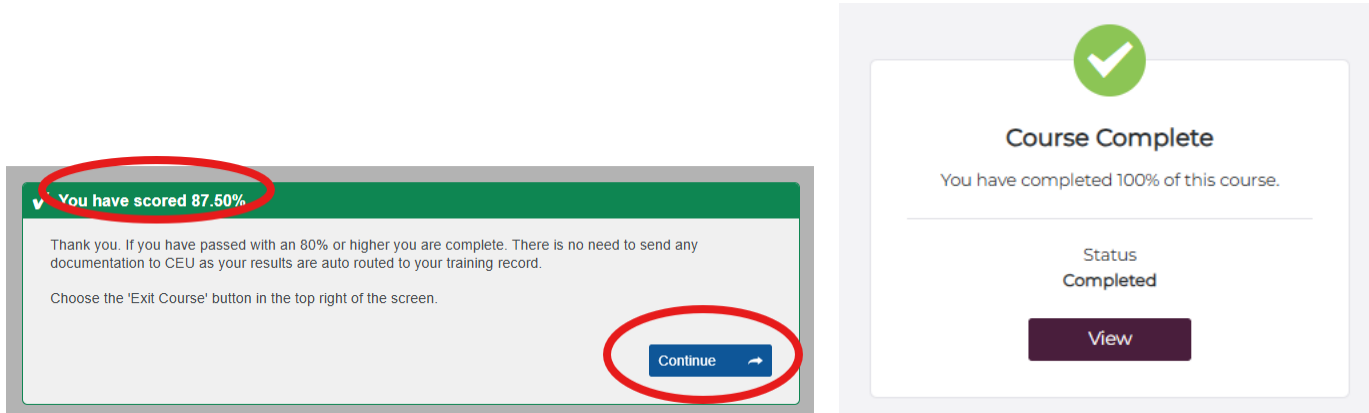 You have scored 87.50%
Thank you. If you have passed with an 80% or higher you are complete. There is no need to send any
documentation to CEU as your results are auto routed to your training record.
Choose the 'Exit Course' button in the top right of the screen.
Continue
Course Complete
You have completed 100% of this course.
Status
Completed
View